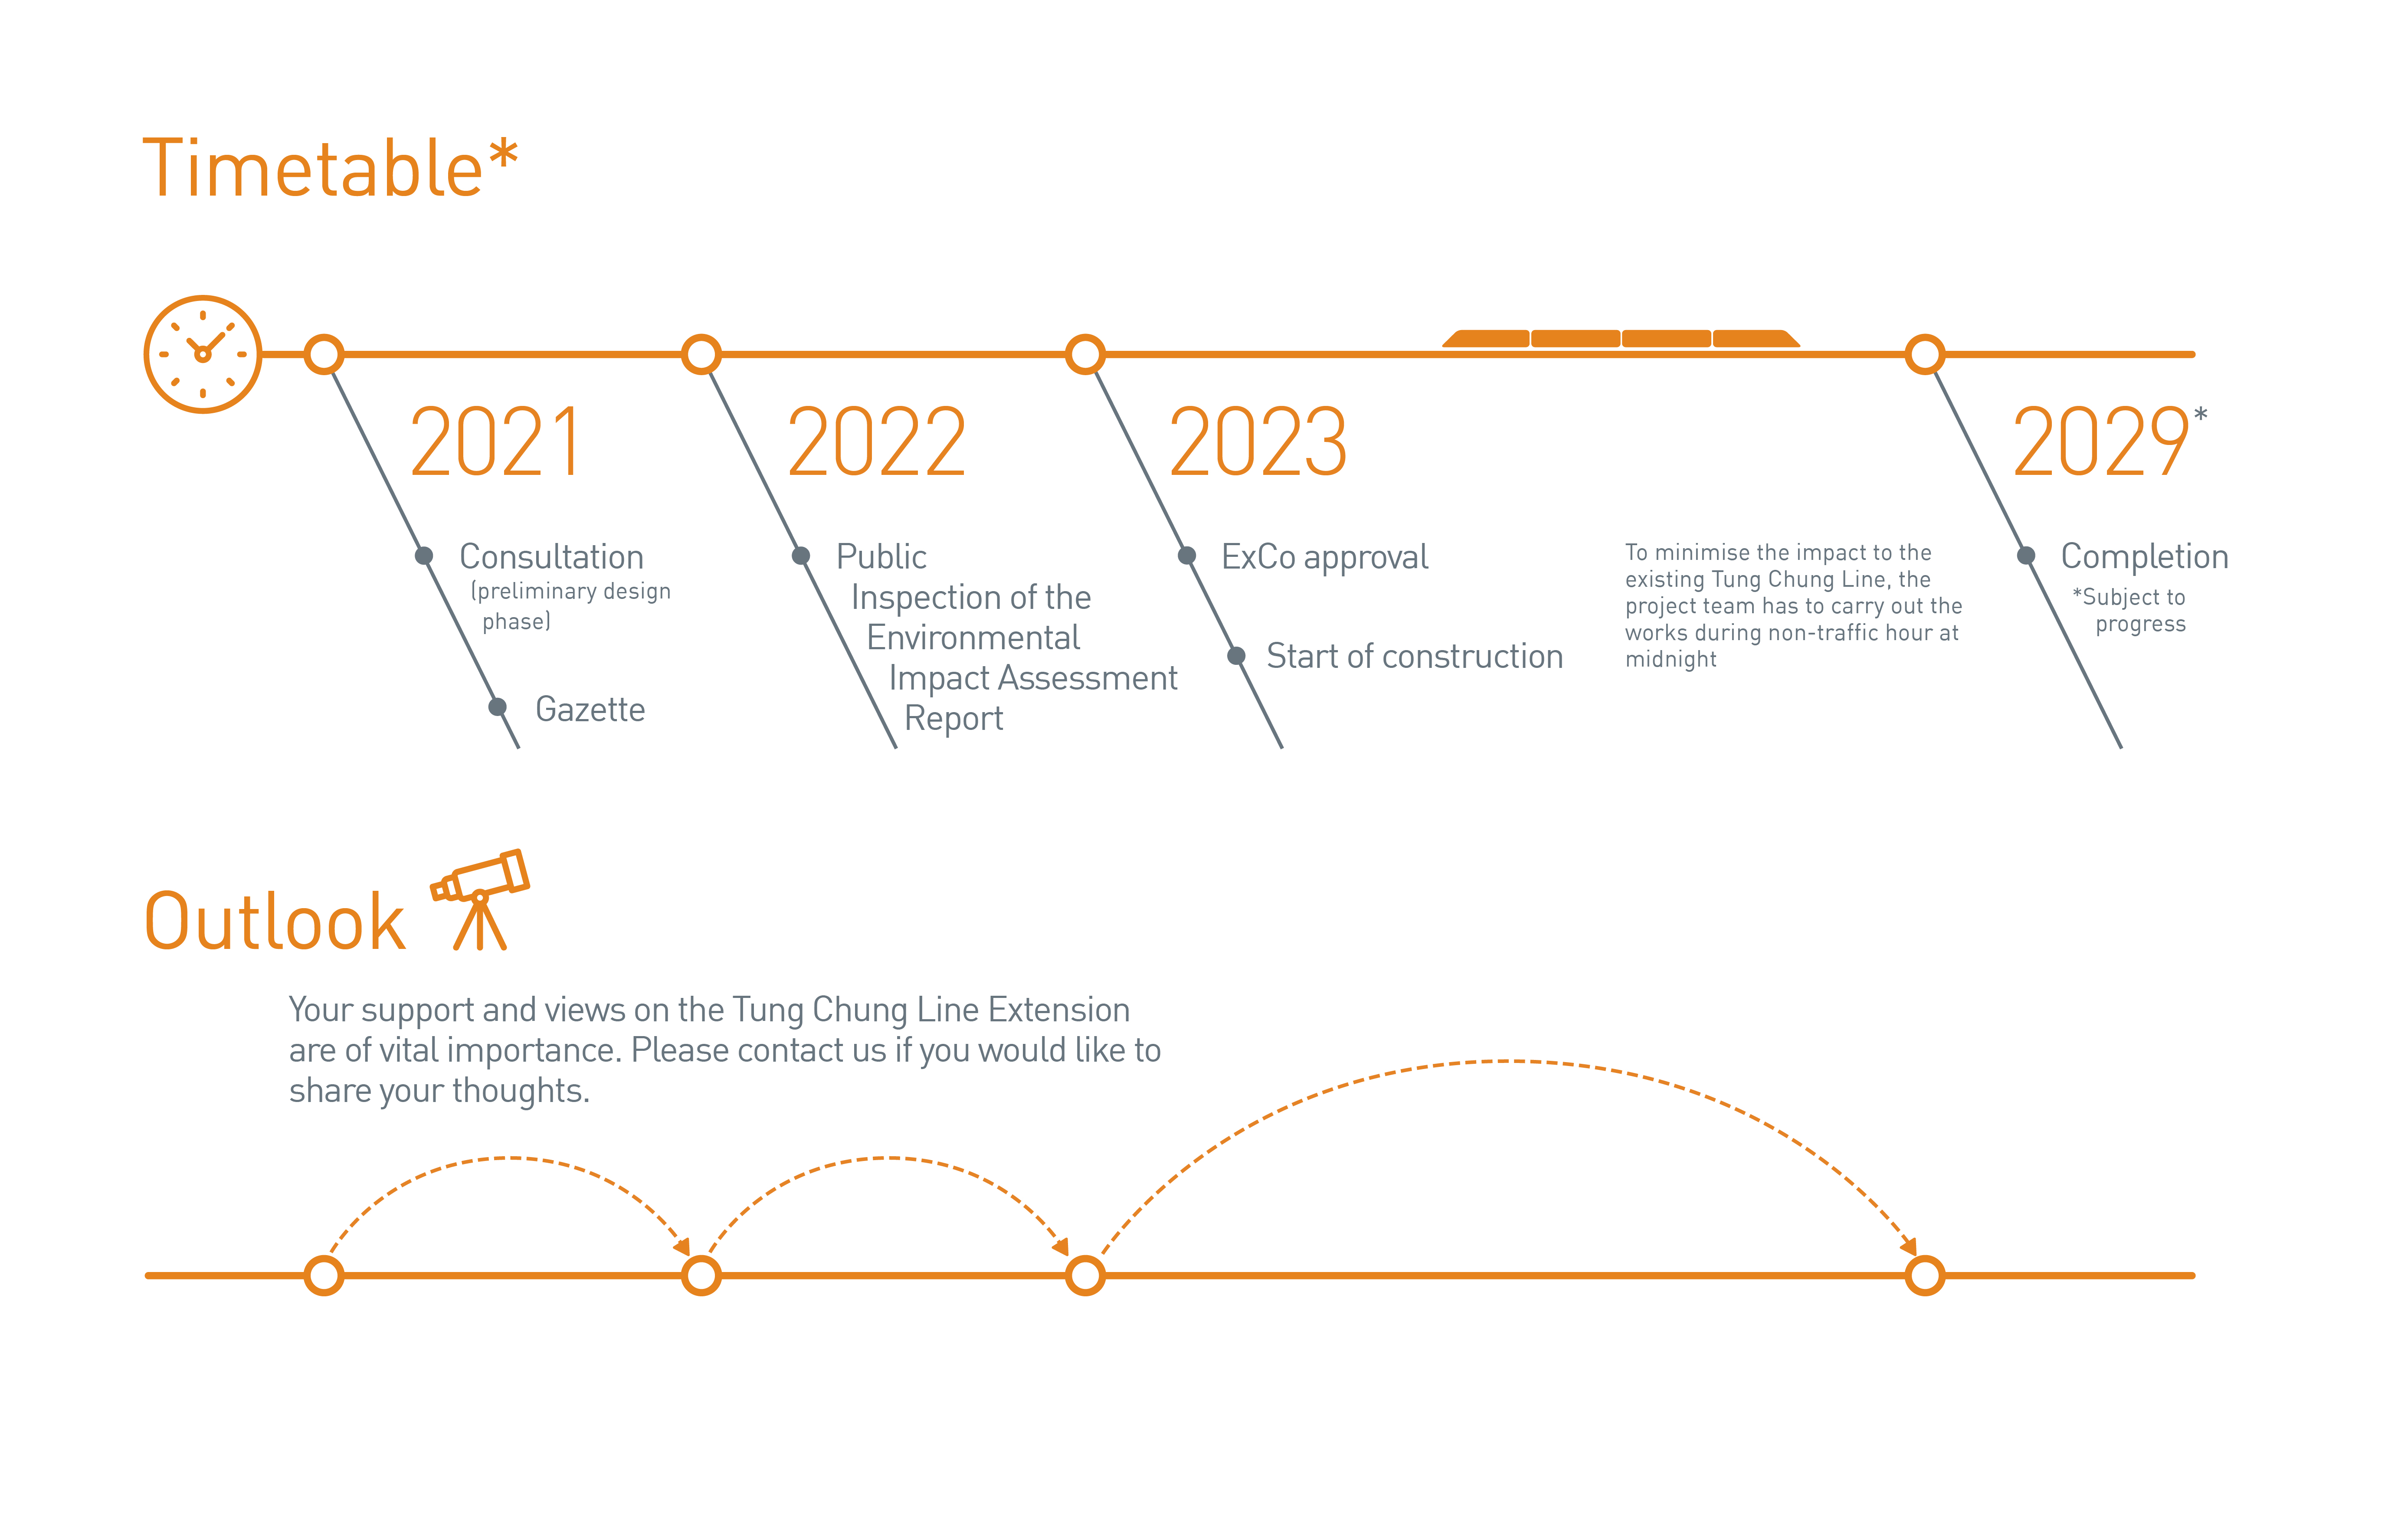 Timetable*
2021
Consultation
(preliminary design
phase)
Gazette
2022
Public
Inspection of the
Environmental
Impact Assessment
Report
2023
ExCo approval
Start of construction
To minimise the impact to the
existing Tung Chung Line, the
project team has to carry out the
works during non-traffic hour at
midnight
2029*
Completion
*Subject to
progress
Outlook
Your support and views on the Tung Chung Line Extension
are of vital importance. Please contact us if you would like to
share your thoughts.